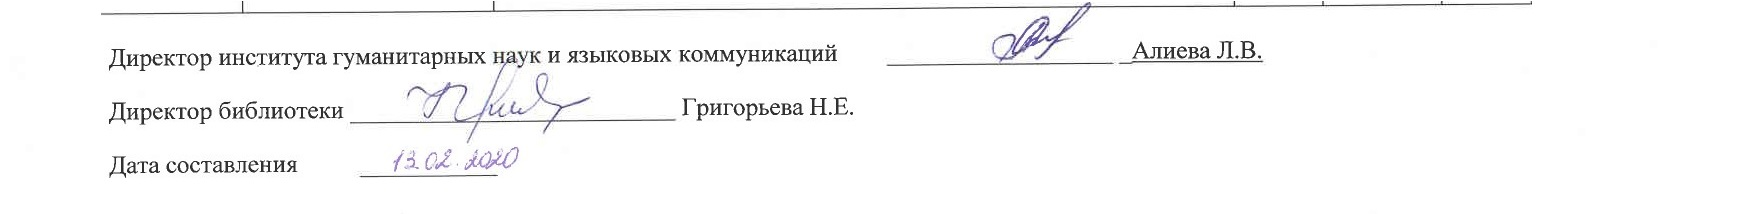 Директор института гуманитарных наук и языковых коммуникаций Алиева Л.В.
Директор библиотеки Григорьева Н.Е.
Дата составления 13.02.2020